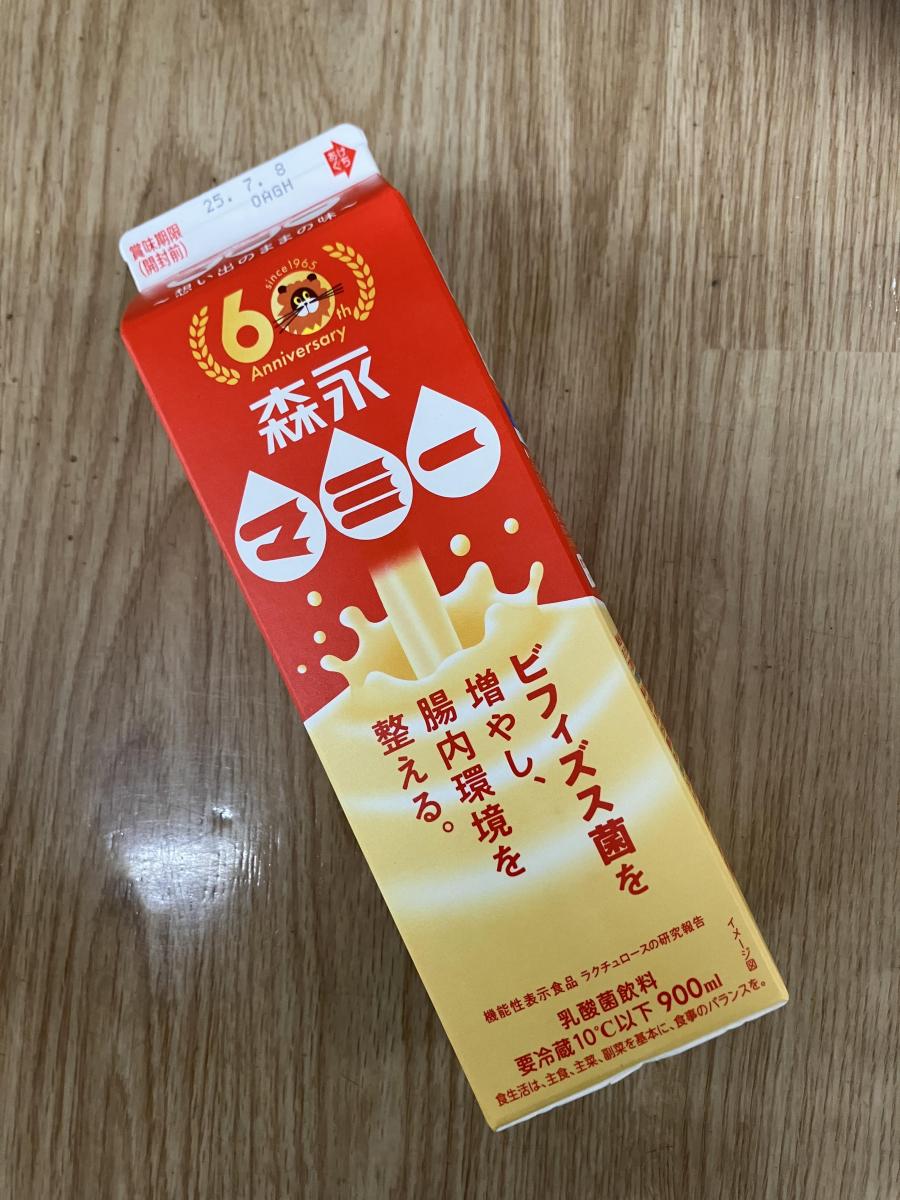 あけぐち
25. 7. 8
0AGH
賞味期限
(開封前)
~想い出のままの味~
since1965
60th
Anniversary
森永
マミー
ビフィズス菌を
増やし、
腸内環境を
整える。
イメージ図
機能性表示食品 ラクチュロースの研究報告
乳酸菌飲料
要冷蔵10℃以下 900ml
食生活は、主食、主菜、副菜を基本に、食事のバランスを。